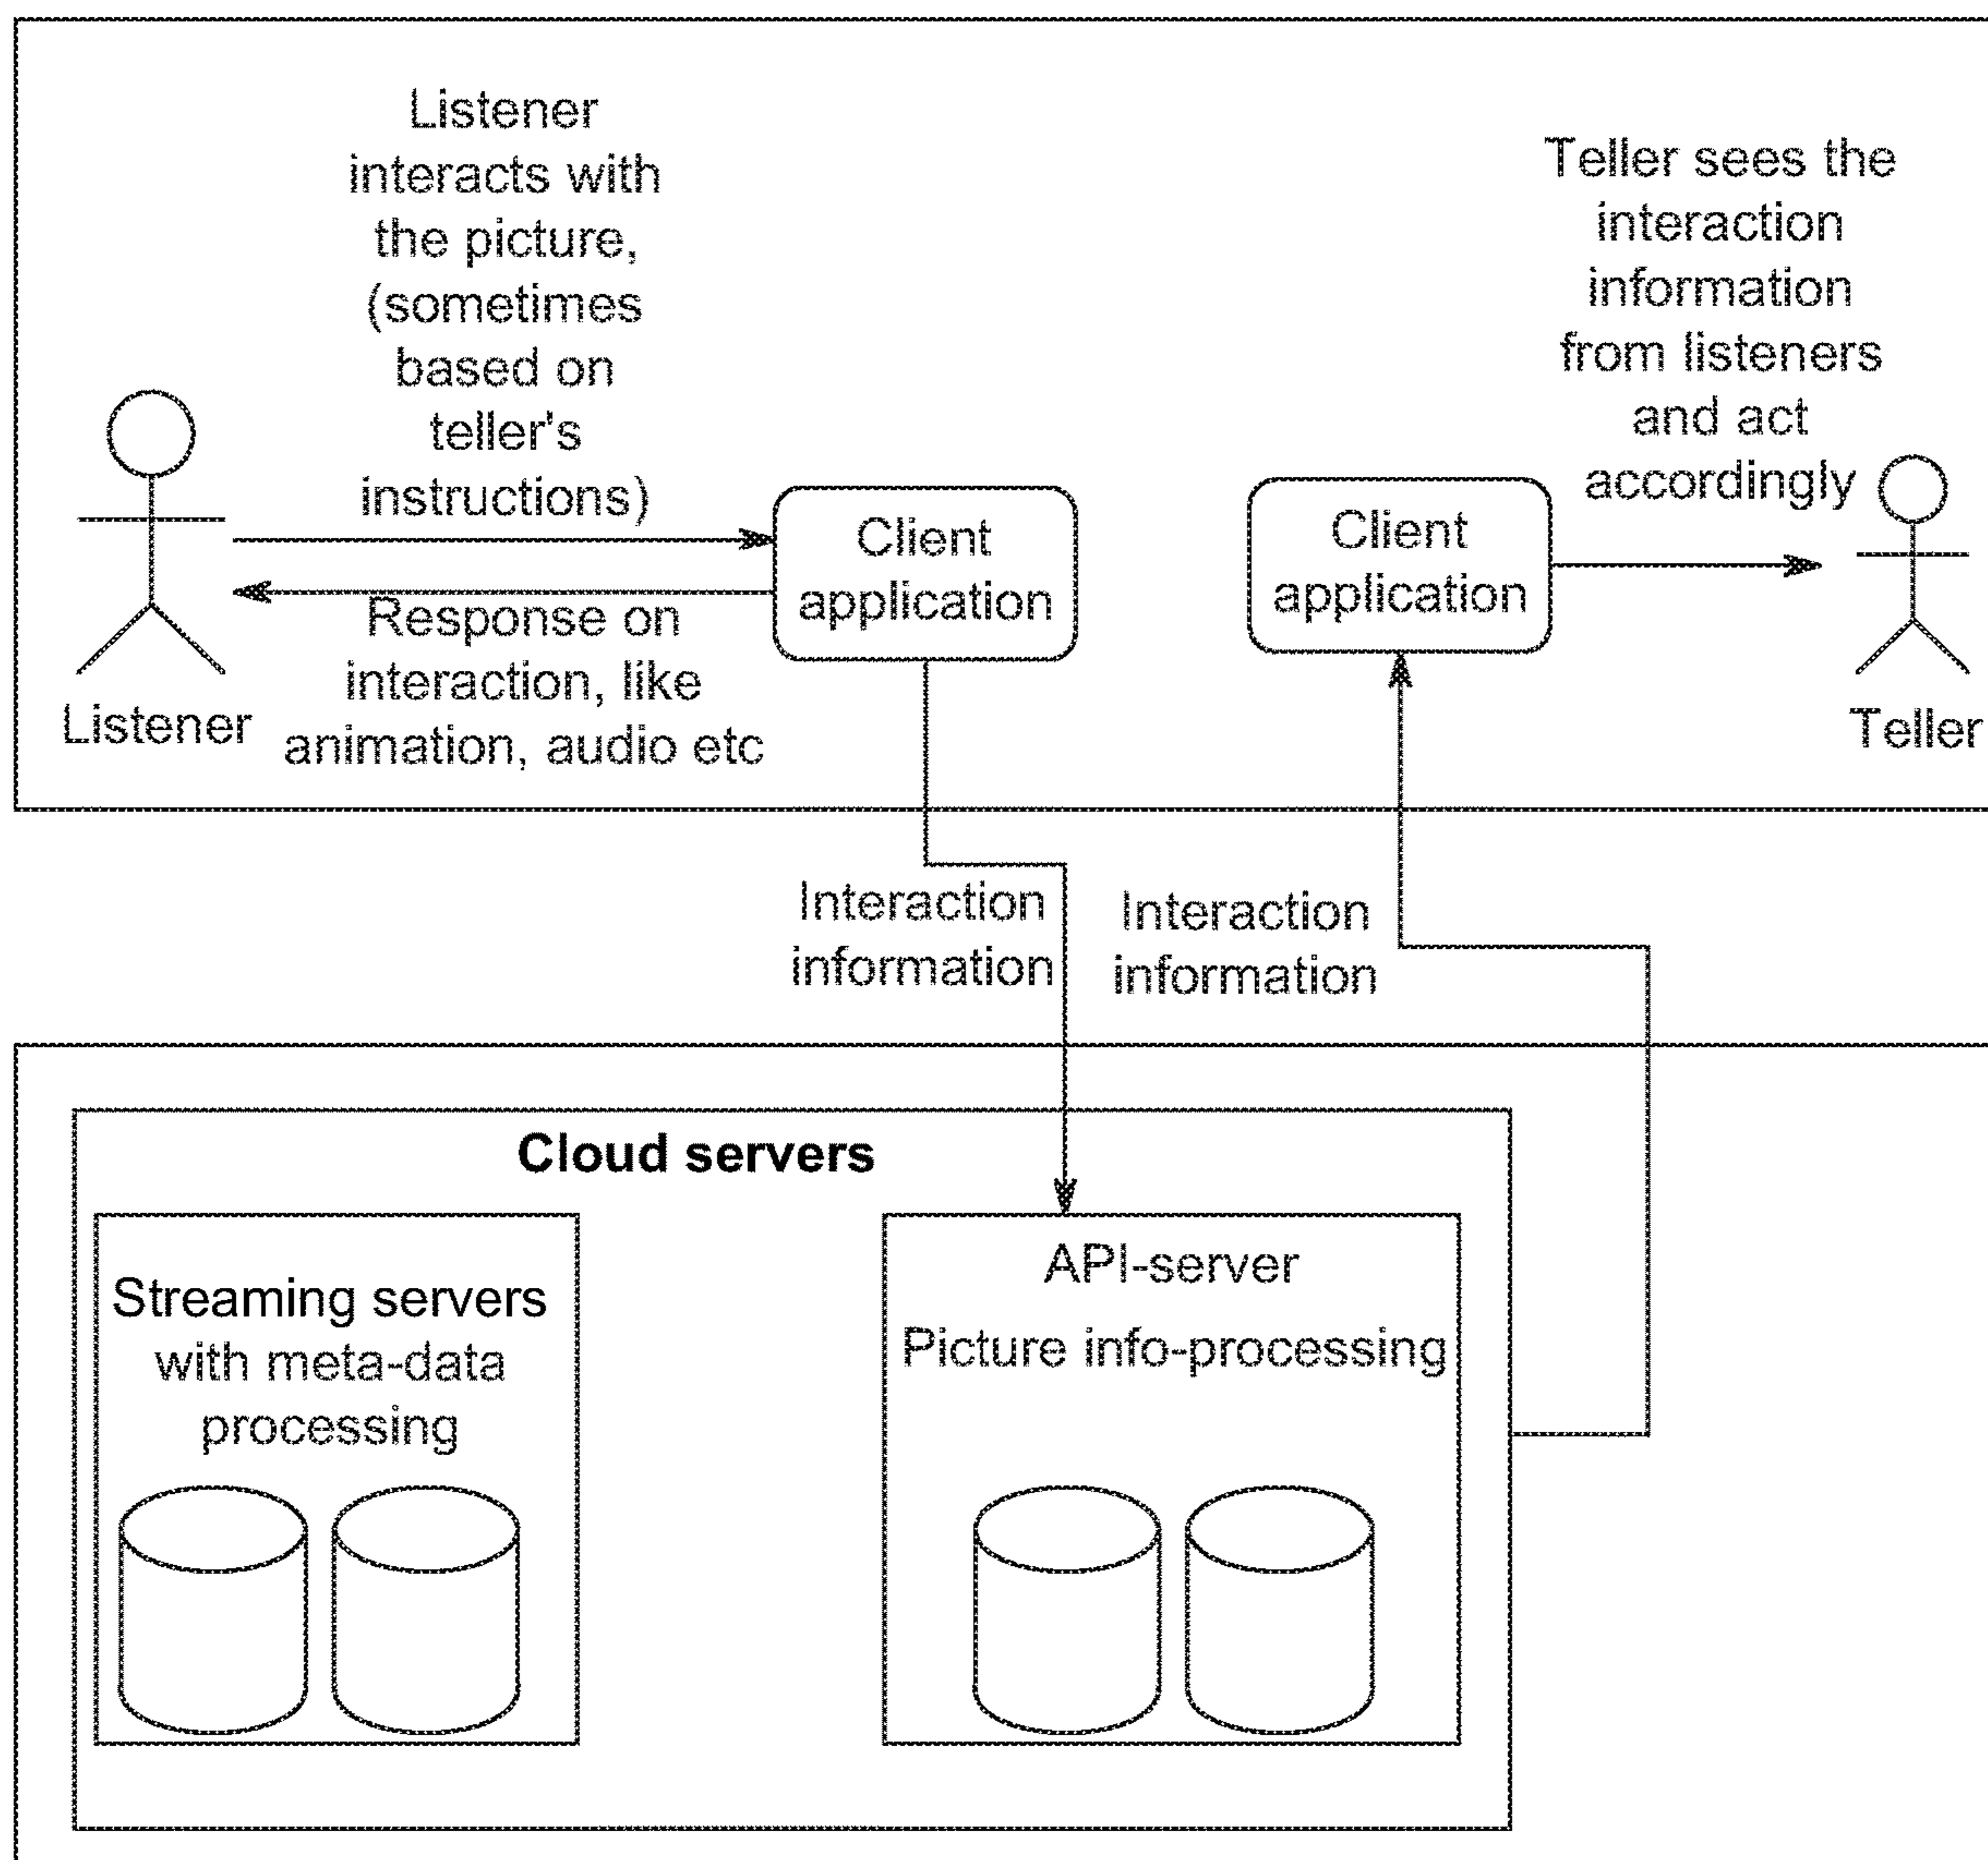 Listener
interacts with
the picture,
(sometimes
based on
teller's
instructions)
Teller sees the
interaction
information
from listeners
and act
accordingly
Client
application
Client
application
Response on
interaction, like
animation, audio etc
Listener
Teller
Interaction
information
Interaction
information
Cloud servers
Streaming servers
with meta-data
processing
API-server
Picture info-processing